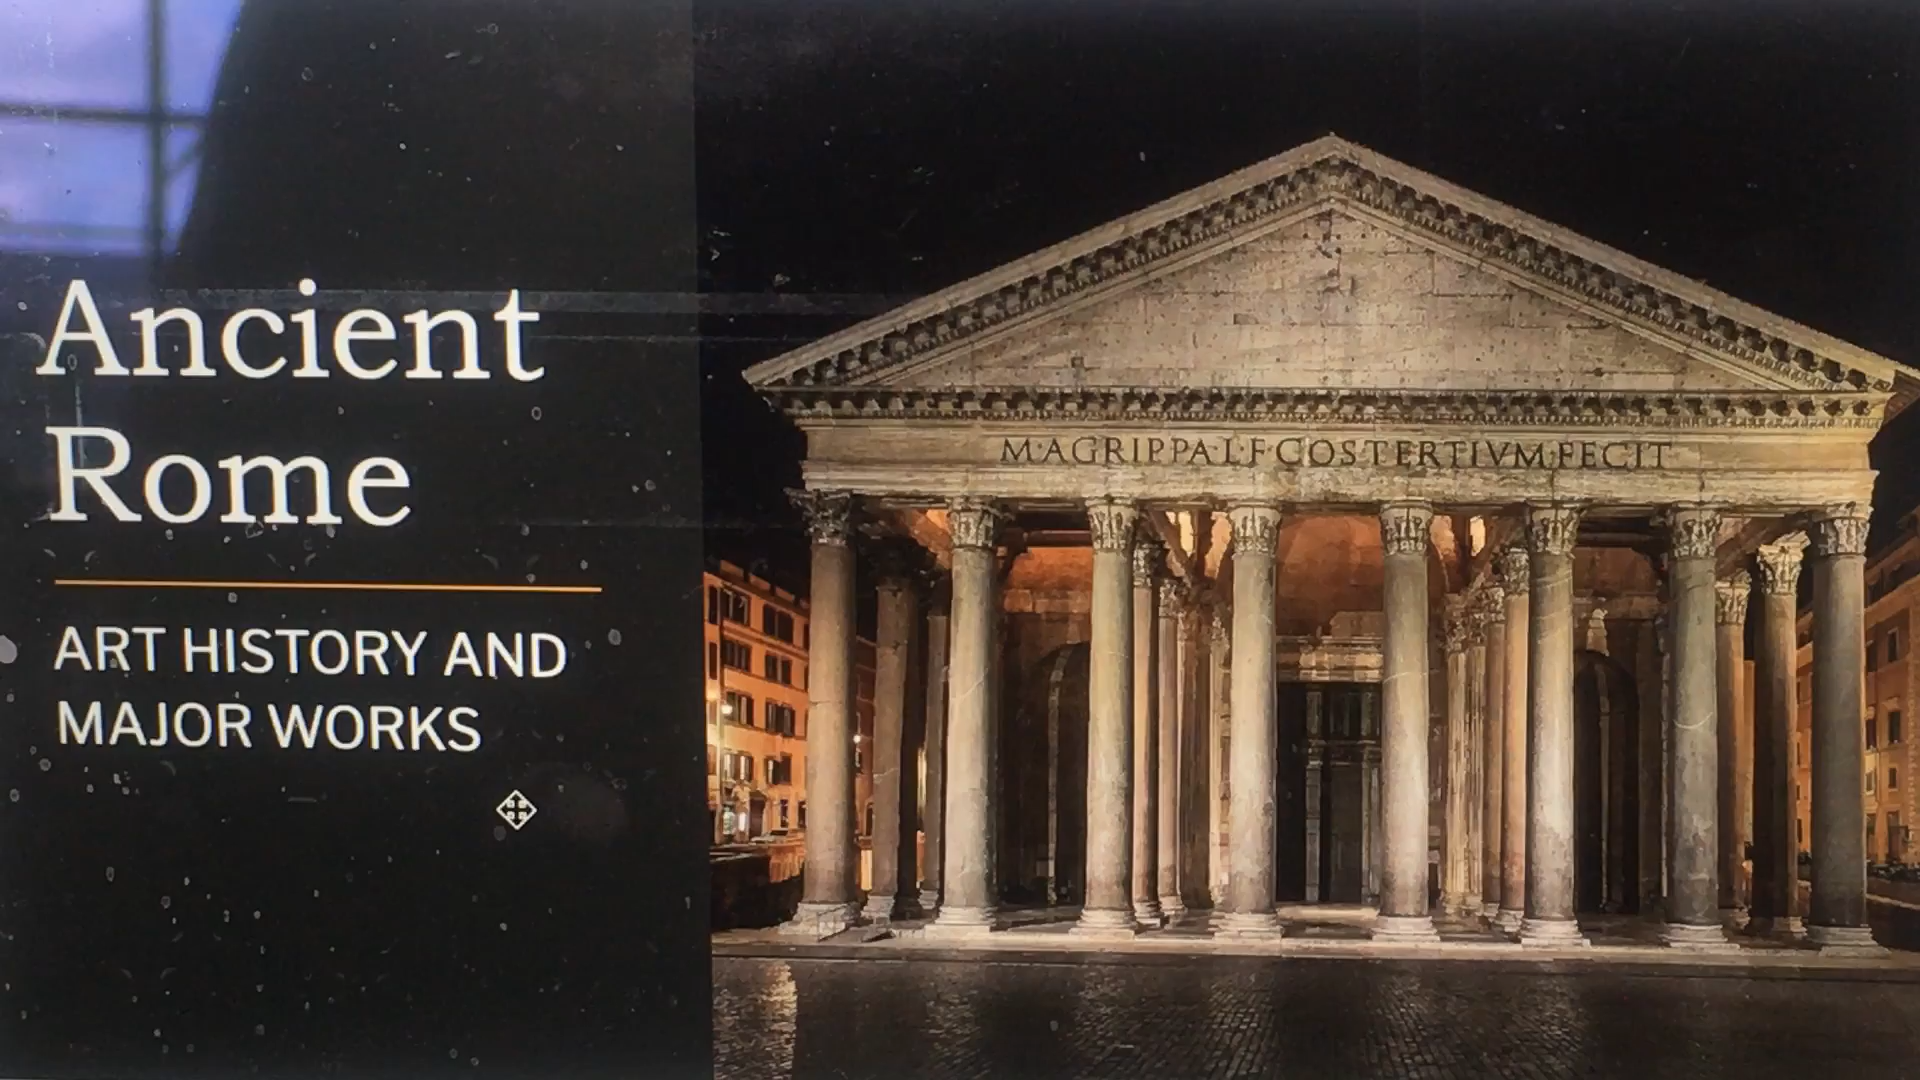 Ancient
Rome
ART HISTORY AND
MAJOR WORKS
M·AGRIPPA·L·F·COS·TERTIVM·FECIT